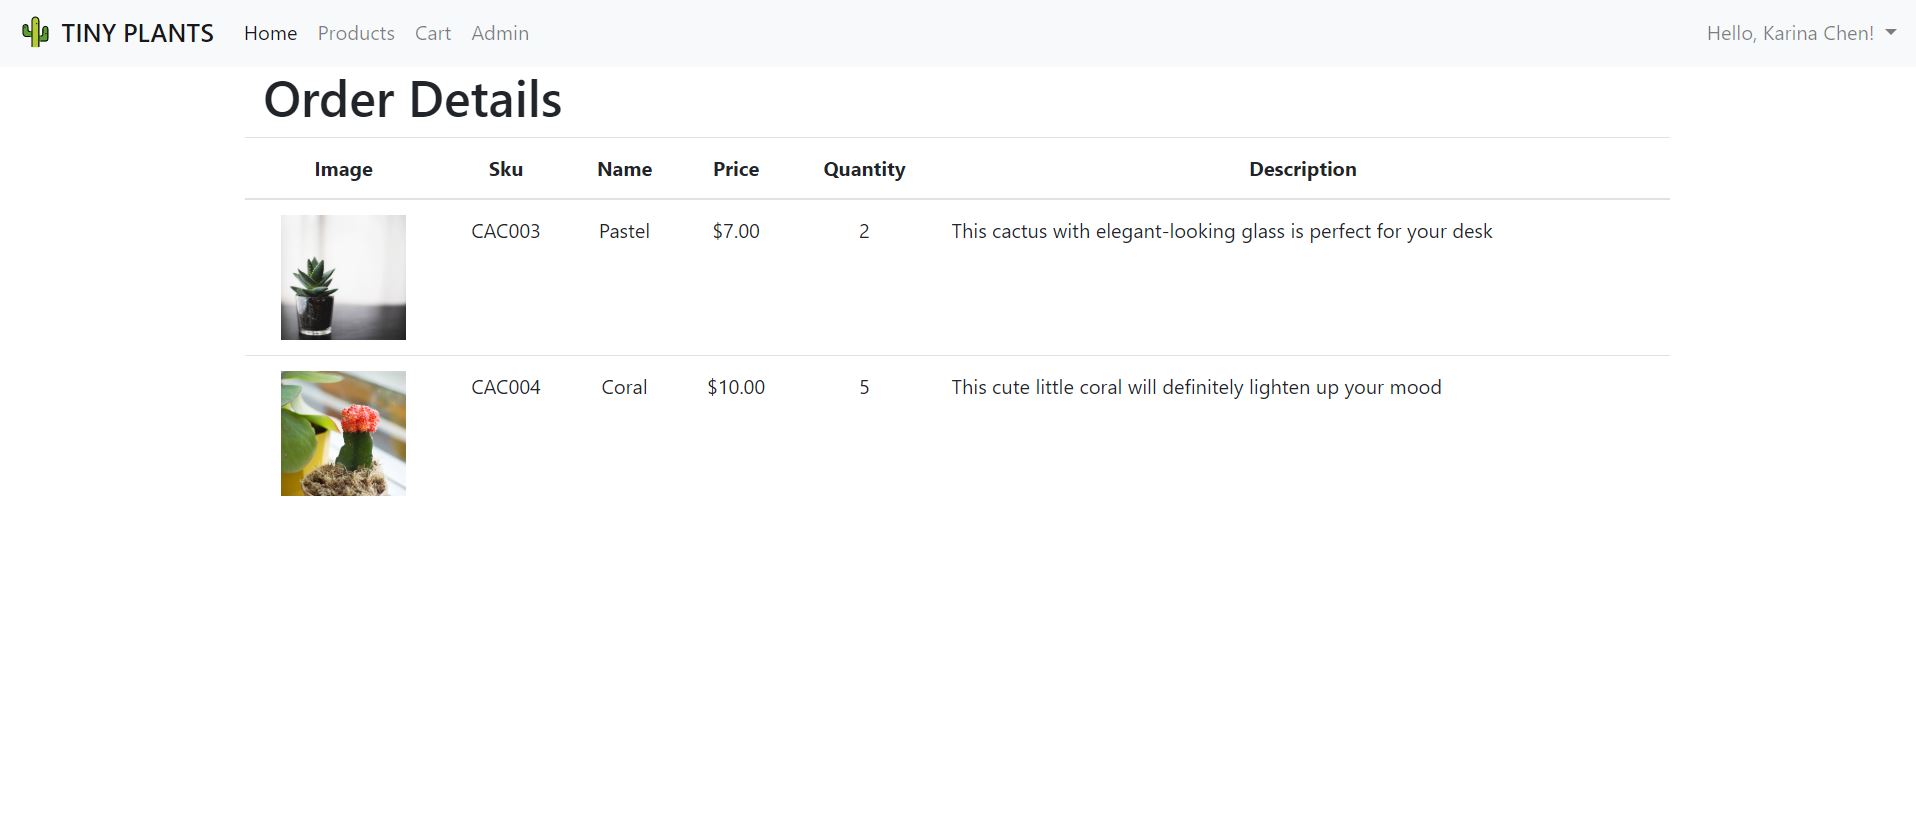 TINY PLANTS Home Products Cart Admin Hello, Karina Chen!
Order Details
Image Sku Name Price Quantity Description
CAC003 Pastel $7.00 2 This cactus with elegant-looking glass is perfect for your desk
CAC004 Coral $10.00 5 This cute little coral will definitely lighten up your mood